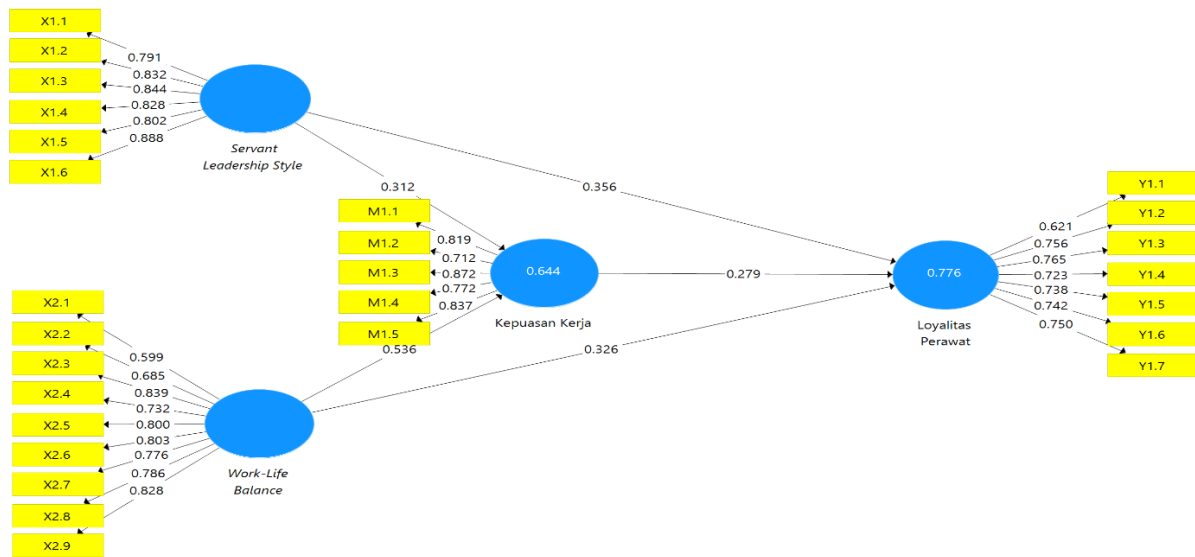 X1.1
X1.2
X1.3
X1.4
X1.5
X1.6
0.791
0.832
0.844
0.828
0.802
0.888
Servant
Leadership Style
0.312
0.356
M1.1
M1.2
M1.3
M1.4
M1.5
0.819
0.712
0.872
0.772
0.837
0.644
Kepuasan Kerja
0.279
0.536
0.326
X2.1
X2.2
X2.3
X2.4
X2.5
X2.6
X2.7
X2.8
X2.9
0.599
0.685
0.839
0.732
0.800
0.803
0.776
0.786
0.828
Work-Life
Balance
0.776
Loyalitas
Perawat
0.621
0.756
0.765
0.723
0.738
0.742
0.750
Y1.1
Y1.2
Y1.3
Y1.4
Y1.5
Y1.6
Y1.7